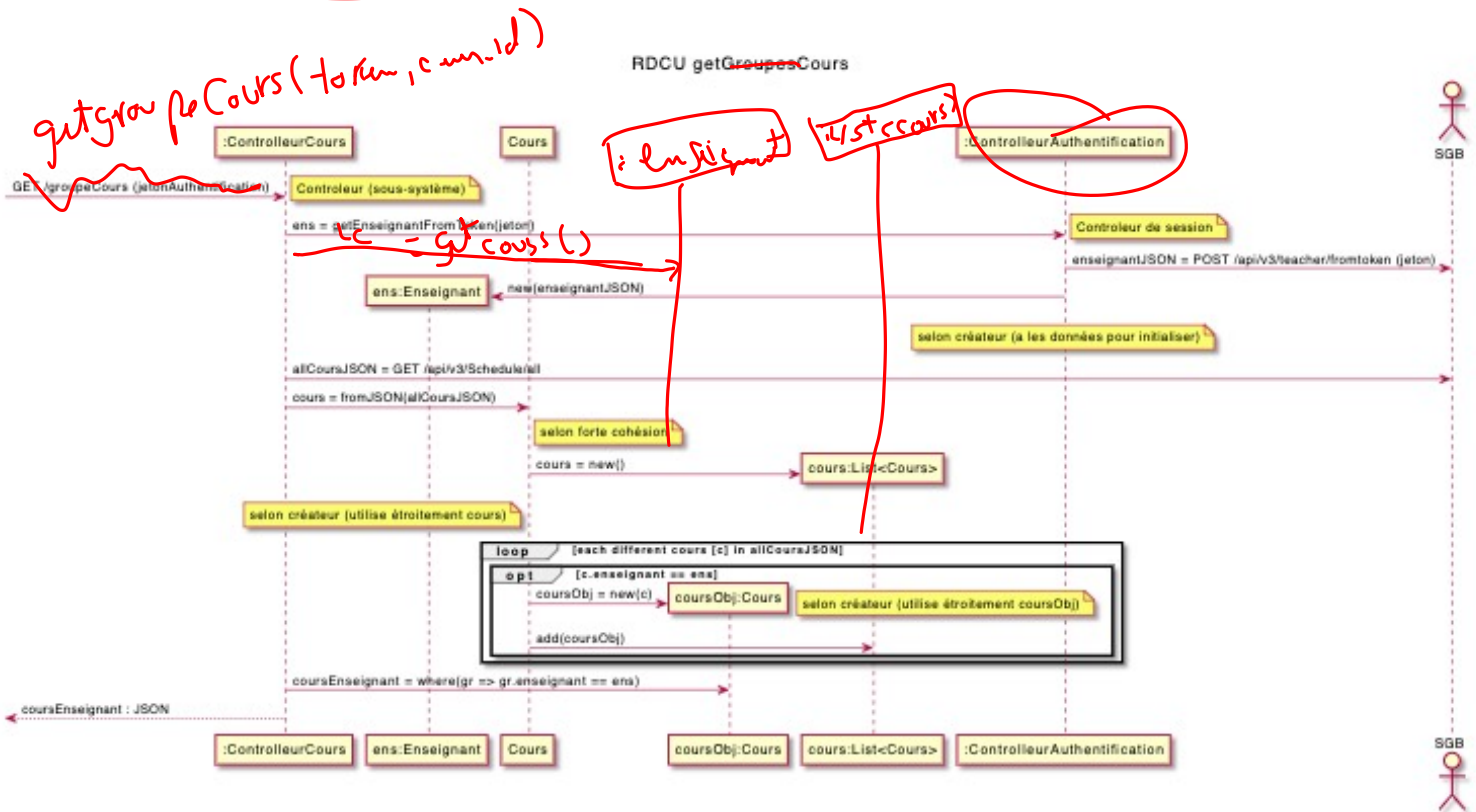 RDCU getGroupesCours
:ControlleurCours
Cours
: enseignant
:ControlleurAuthentification
SGB
GET /groupeCours (jetonAuthentification)
Controleur (sous-système)
ens = getEnseignantFromToken(jeton)
Controleur de session
lc = get cours ()
enseignantJSON = POST /api/v3/teacher/fromtoken (jeton)
ens:Enseignant
new(enseignantJSON)
selon créateur (a les données pour initialiser)
allCoursJSON = GET /api/v3/Schedule/all
cours = fromJSON(allCoursJSON)
selon forte cohésion
cours = new()
cours:List<Cours>
selon créateur (utilise étroitement cours)
loop [each different cours [c] in allCoursJSON]
opt [c.enseignant == ens]
coursObj = new(c)
coursObj:Cours
selon créateur (utilise étroitement coursObj)
add(coursObj)
coursEnseignant = where(gr => gr.enseignant == ens)
coursEnseignant : JSON
:ControlleurCours
ens:Enseignant
Cours
coursObj:Cours
cours:List<Cours>
:ControlleurAuthentification
SGB